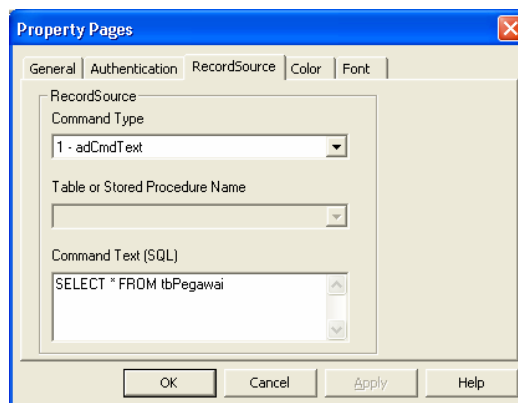 Property Pages
General Authentication RecordSource Color Font
RecordSource
Command Type
1 - adCmdText
Table or Stored Procedure Name
Command Text (SQL)
SELECT * FROM tbPegawai
OK Cancel Apply Help